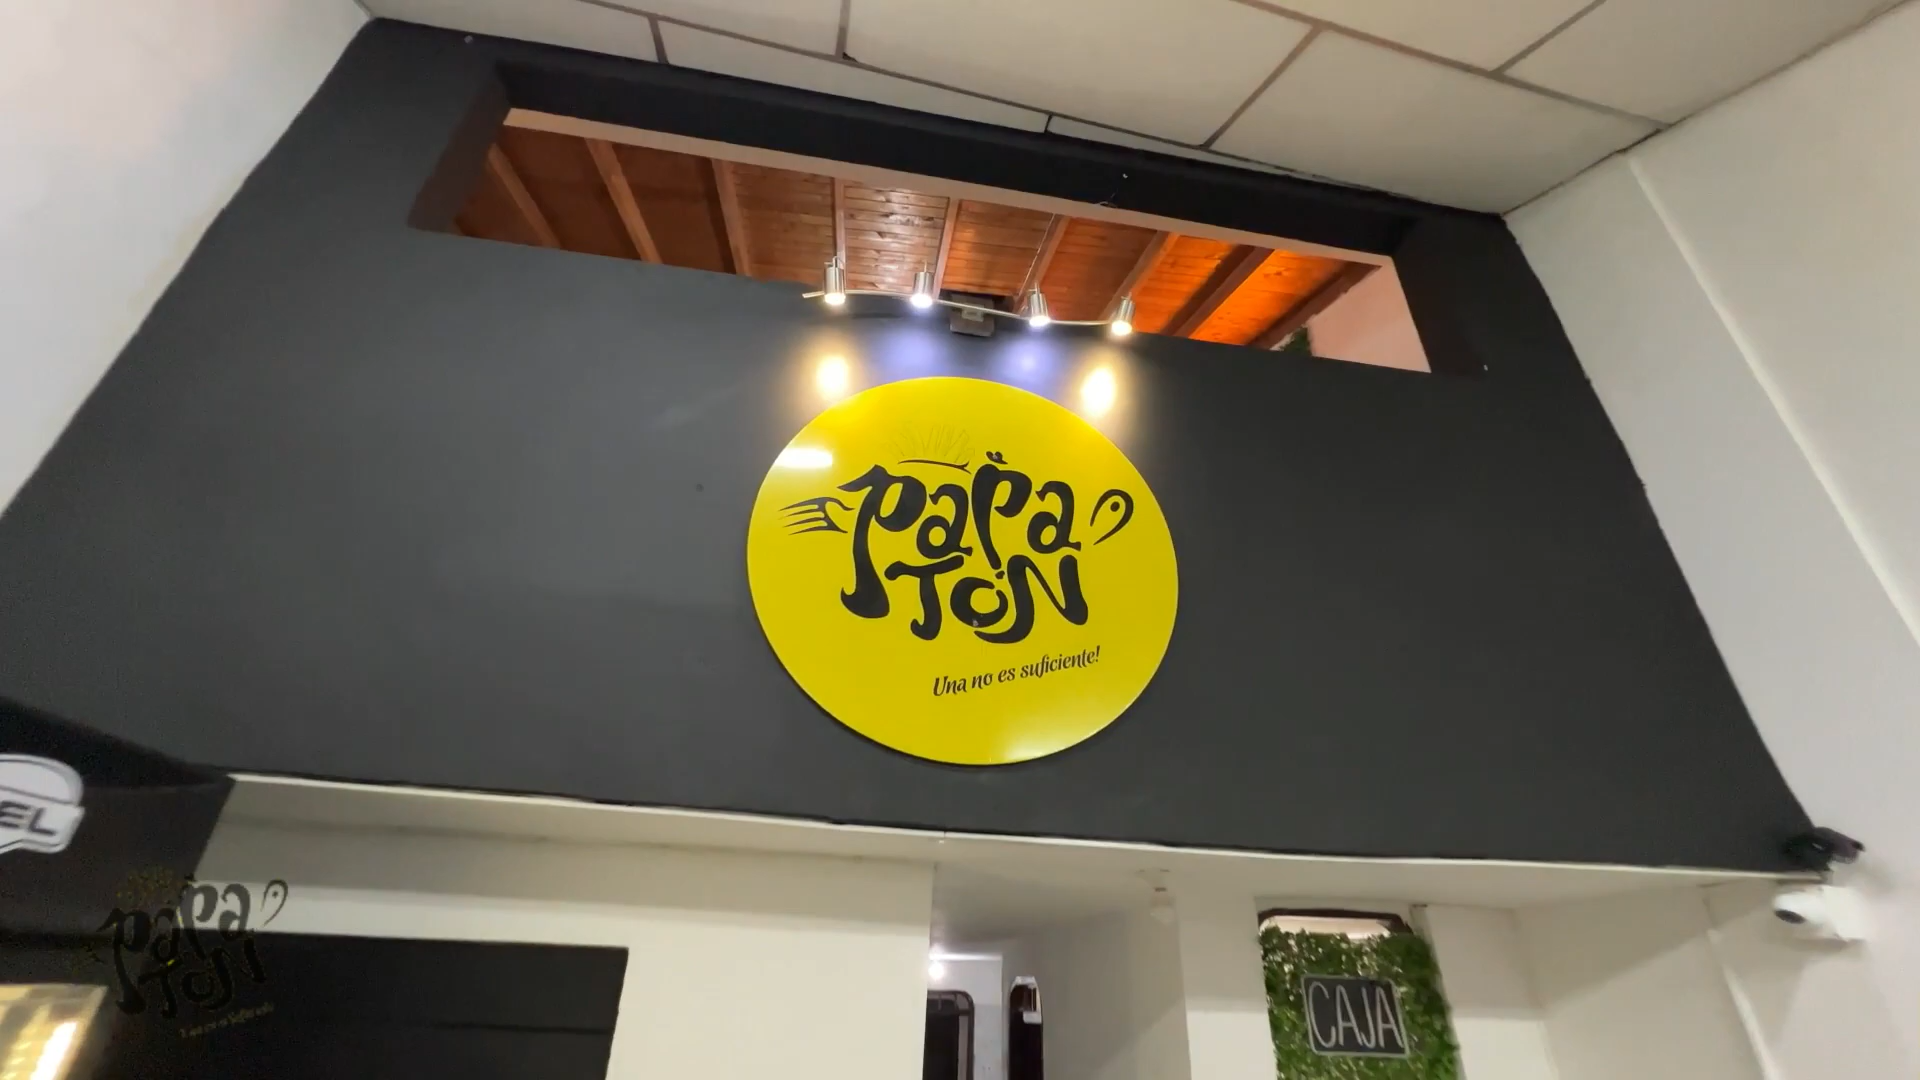 PaPa
TON
Una no es suficiente!
EL
PaPa
TON
CAJA